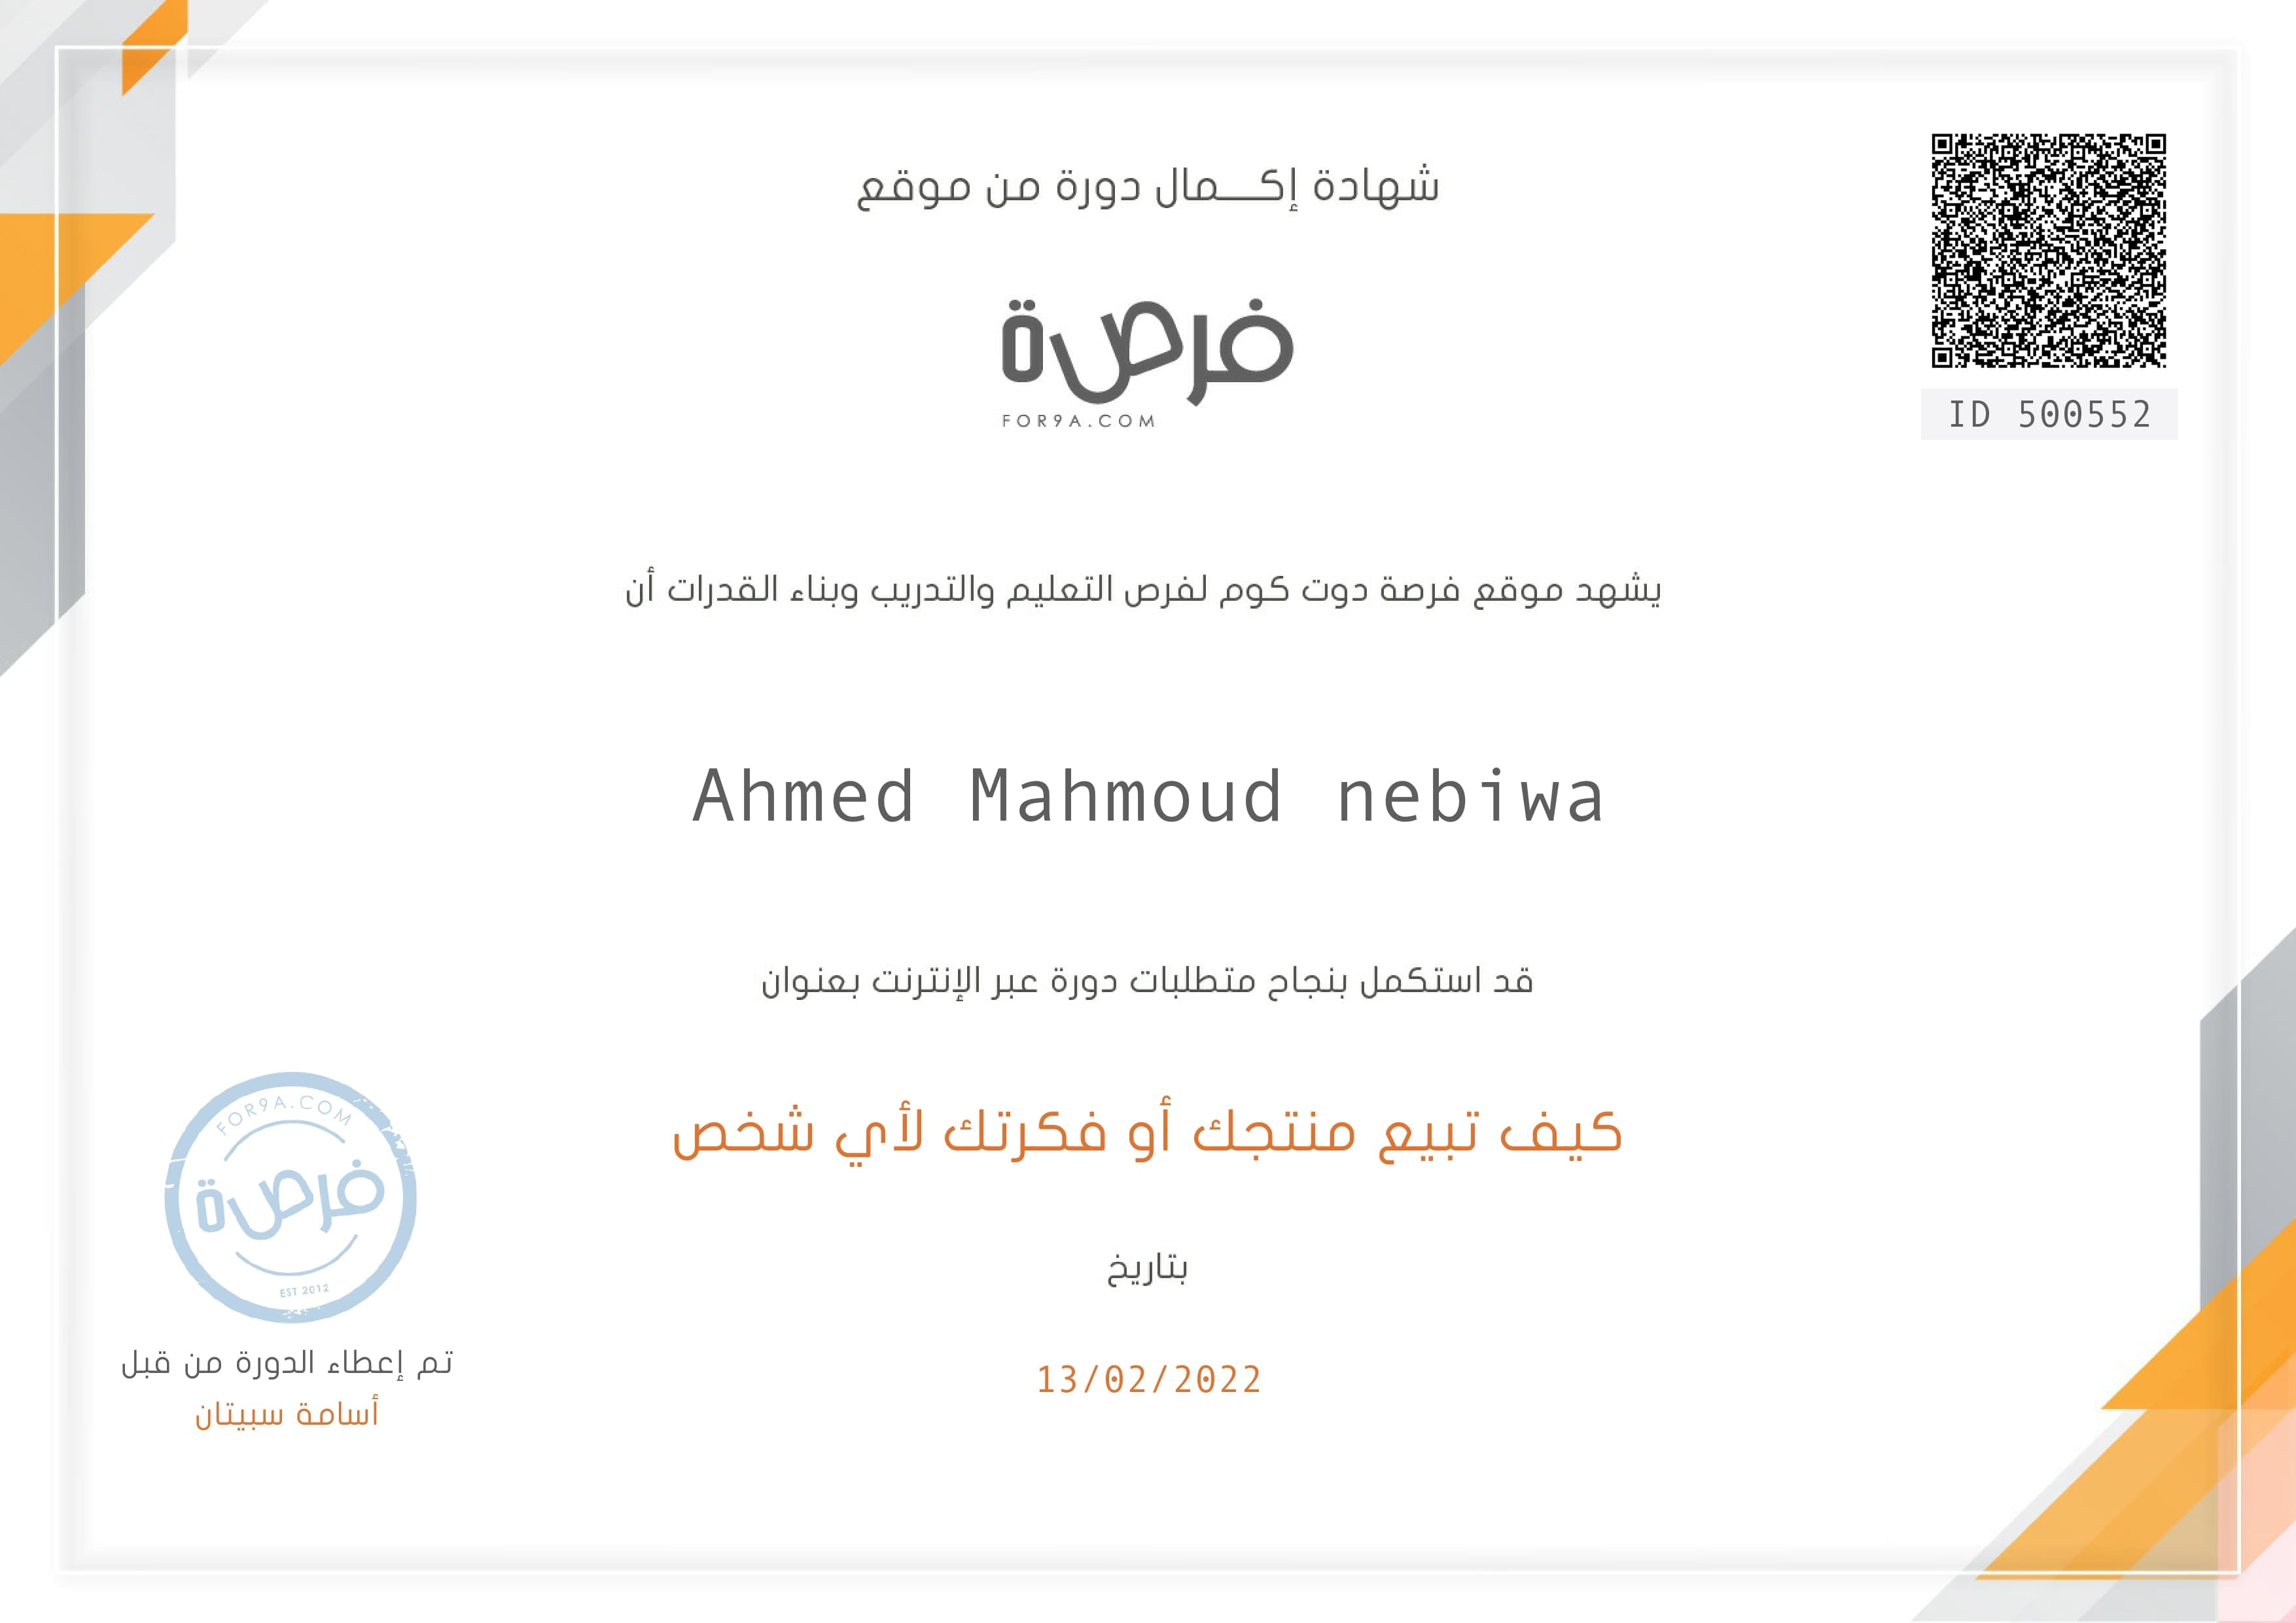 شهادة إكـــمال دورة من موقع
فرصة
FOR9A.COM
ID 500552
يشهد موقع فرصة دوت كوم لفرص التعليم والتدريب وبناء القدرات أن
Ahmed Mahmoud nebiwa
قد استكمل بنجاح متطلبات دورة عبر الإنترنت بعنوان
كيف تبيع منتجك أو فكرتك لأي شخص
بتاريخ
13/02/2022
FOR9A.COM
فرصة
EST 2012
تم إعطاء الدورة من قبل
أسامة سبيتان